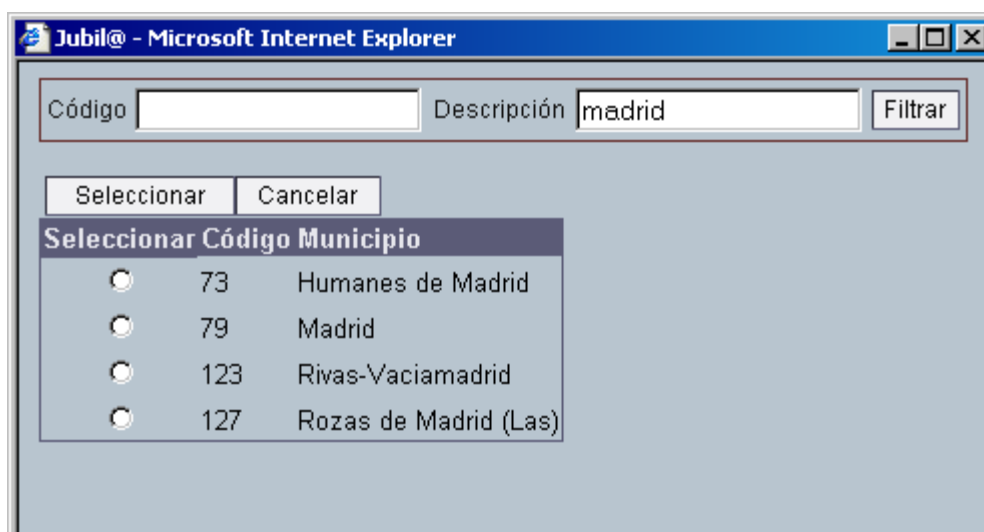 Jubil@ - Microsoft Internet Explorer
Código Descripción madrid Filtrar
Seleccionar Cancelar
Seleccionar Código Municipio
73 Humanes de Madrid
79 Madrid
123 Rivas-Vaciamadrid
127 Rozas de Madrid (Las)